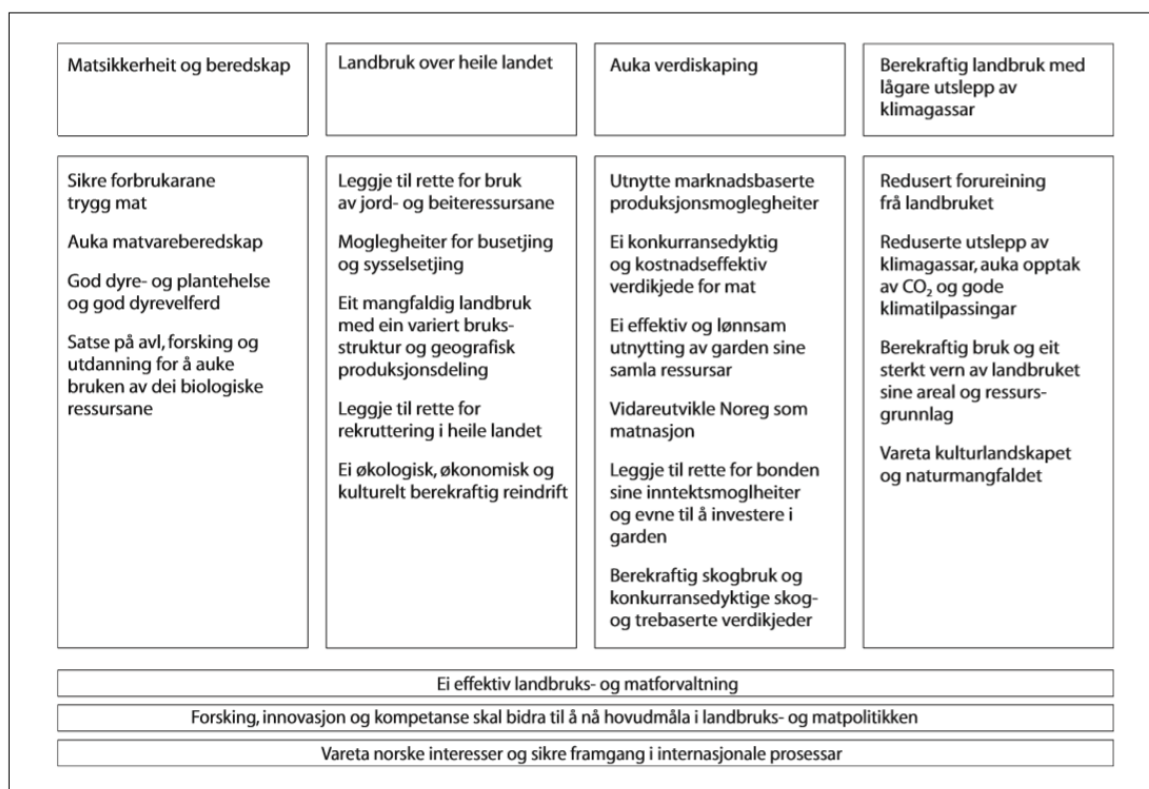 Matsikkerheit og beredskap
Landbruk over heile landet
Auka verdiskaping
Berekraftig landbruk med
lågare utslepp av
klimagassar
Sikre forbrukarane
trygg mat
Auka matvareberedskap
God dyre- og plantehelse
og god dyrevelferd
Satse på avl, forsking og
utdanning for å auke
bruken av dei biologiske
ressursane
Leggje til rette for bruk
av jord- og beiteressursane
Moglegheiter for busetjing
og sysselsetjing
Eit mangfaldig landbruk
med ein variert bruks-
struktur og geografisk
produksjonsdeling
Leggje til rette for
rekruttering i heile landet
Ei økologisk, økonomisk og
kulturelt berekraftig reindrift
Utnytte marknadsbaserte
produksjonsmoglegheiter
Ei konkurransedyktig
og kostnadseffektiv
verdikjede for mat
Ei effektiv og lønnsam
utnytting av garden sine
samla ressursar
Vidareutvikle Noreg som
matnasjon
Leggje til rette for bonden
sine inntektsmoglheiter
og evne til å investere i
garden
Berekraftig skogbruk og
konkurransedyktige skog-
og trebaserte verdikjeder
Redusert forureining
frå landbruket
Reduserte utslepp av
klimagassar, auka opptak
av CO₂ og gode
klimatilpassingar
Berekraftig bruk og eit
sterkt vern av landbruket
sine areal og ressurs-
grunnlag
Vareta kulturlandskapet
og naturmangfaldet
Ei effektiv landbruks- og matforvaltning
Forsking, innovasjon og kompetanse skal bidra til å nå hovudmåla i landbruks- og matpolitikken
Vareta norske interesser og sikre framgang i internasjonale prosessar